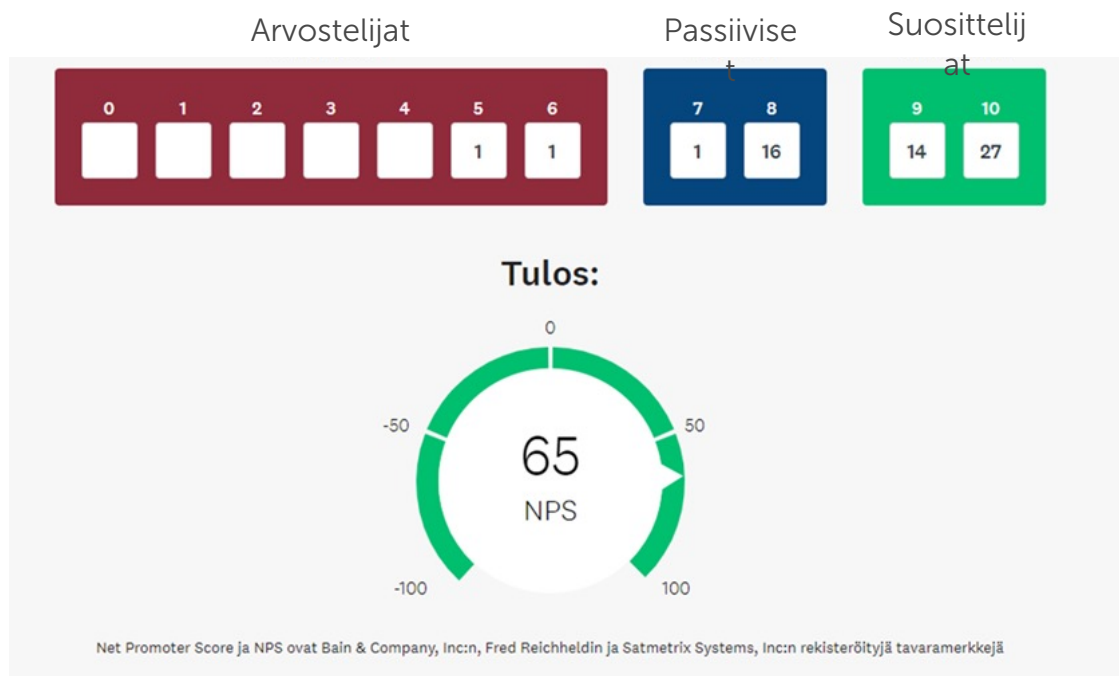 Arvostelijat
Passiivise
t
Suosittelij
at
0 1 2 3 4 5 6
1 1
7 8
1 16
9 10
14 27
Tulos:
0
-50
50
65
NPS
-100
100
Net Promoter Score ja NPS ovat Bain & Company, Inc:n, Fred Reichheldin ja Satmetrix Systems, Inc:n rekisteröityjä tavaramerkkejä